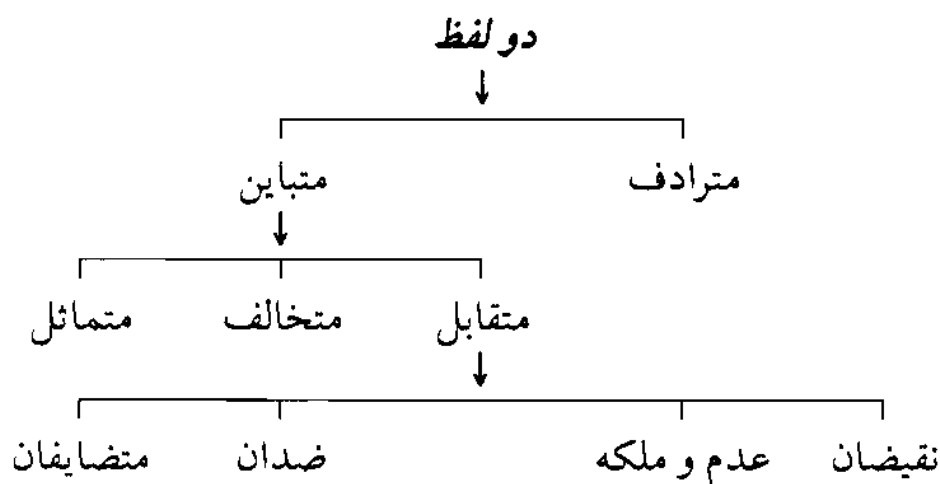 دو لفظ
مترادف متباین
متقابل متخالف متماثل
نقیضان عدم و ملکه ضدان متضایفان